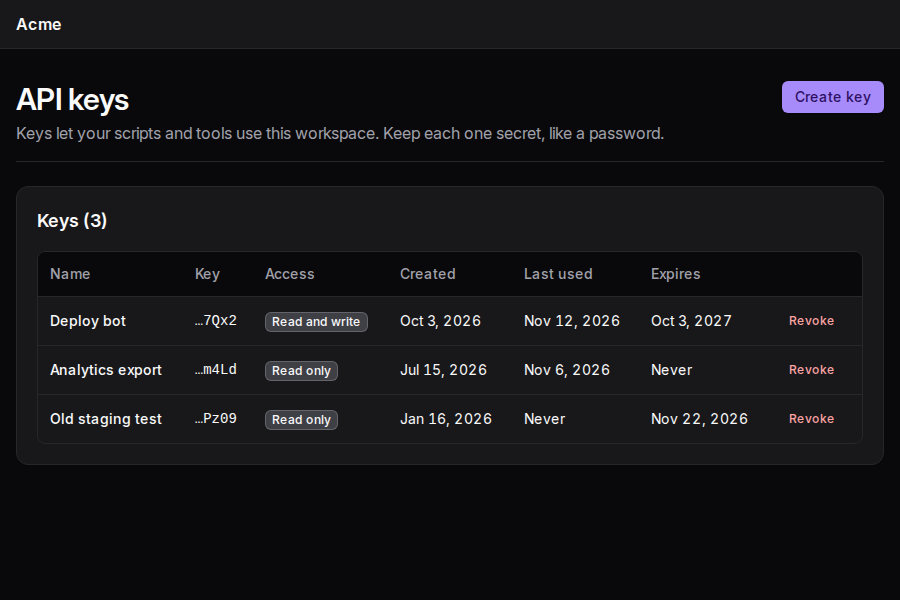 Acme
API keys
Create key
Keys let your scripts and tools use this workspace. Keep each one secret, like a password.
Keys (3)
Name Key Access Created Last used Expires
Deploy bot …7Qx2 Read and write Oct 3, 2026 Nov 12, 2026 Oct 3, 2027 Revoke
Analytics export …m4Ld Read only Jul 15, 2026 Nov 6, 2026 Never Revoke
Old staging test …Pz09 Read only Jan 16, 2026 Never Nov 22, 2026 Revoke